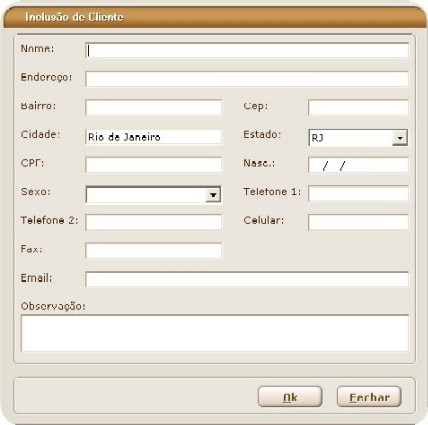 Inclusão de Cliente
Nome:
Endereço:
Bairro: Cep:
Cidade: Rio de Janeiro Estado: RJ
CPF: Nasc.: / /
Sexo: Telefone 1:
Telefone 2: Celular:
Fax:
Email:
Observação:
Ok Fechar